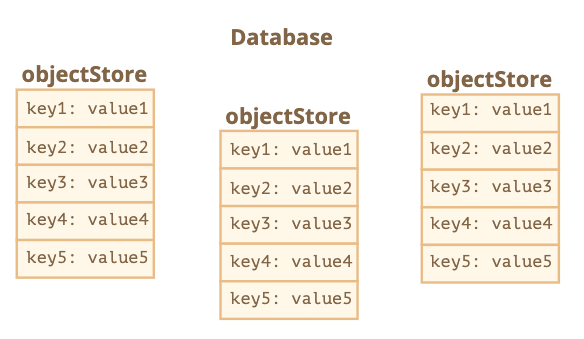 Database
objectStore
key1: value1
key2: value2
key3: value3
key4: value4
key5: value5
objectStore
key1: value1
key2: value2
key3: value3
key4: value4
key5: value5
objectStore
key1: value1
key2: value2
key3: value3
key4: value4
key5: value5